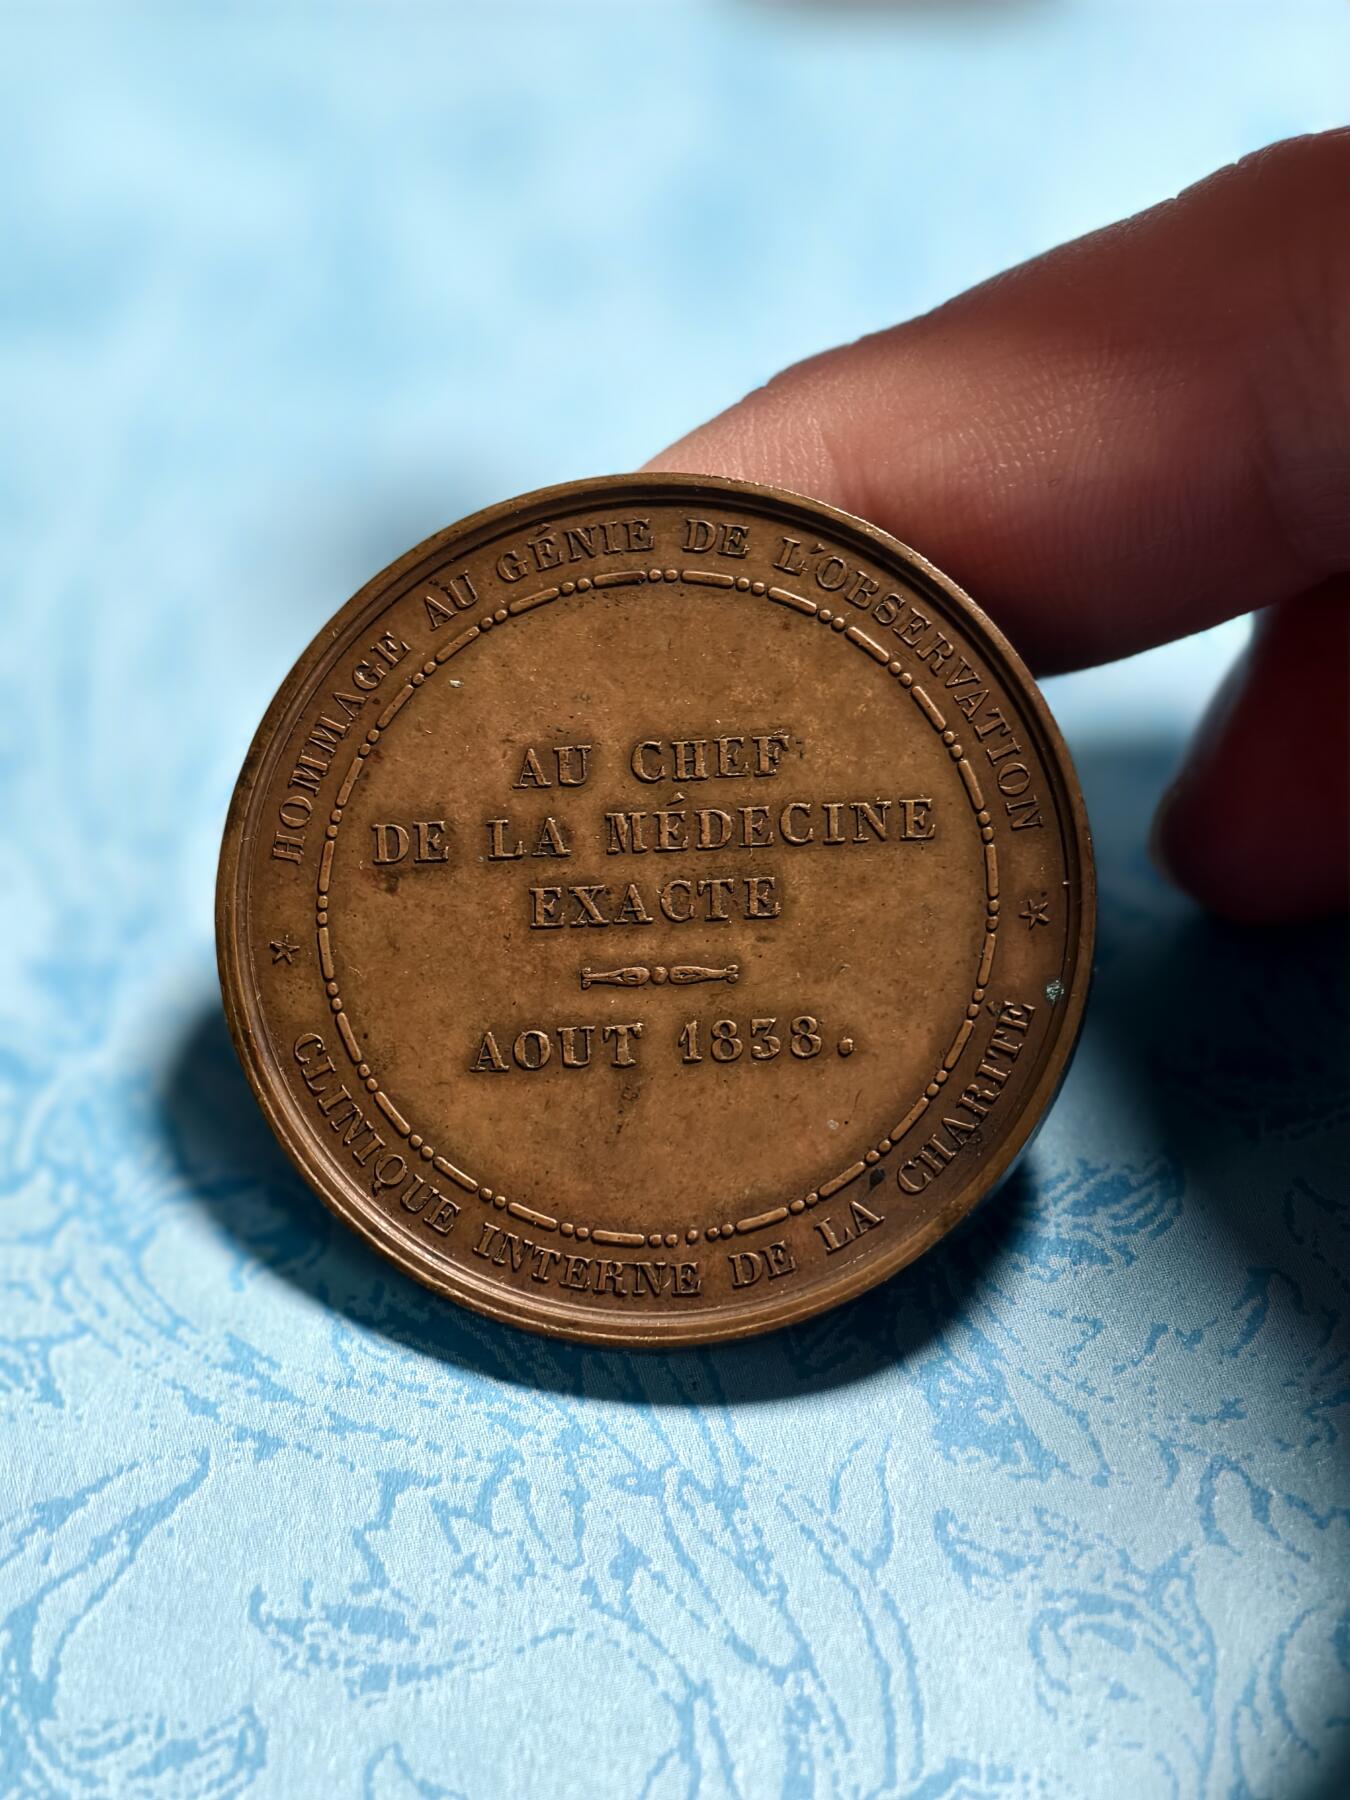 HOMMAGE AU GÉNIE DE L'OBSERVATION
AU CHEF
DE LA MÉDECINE
EXACTE
AOUT 1838.
CLINIQUE INTERNE DE LA CHARITÉ